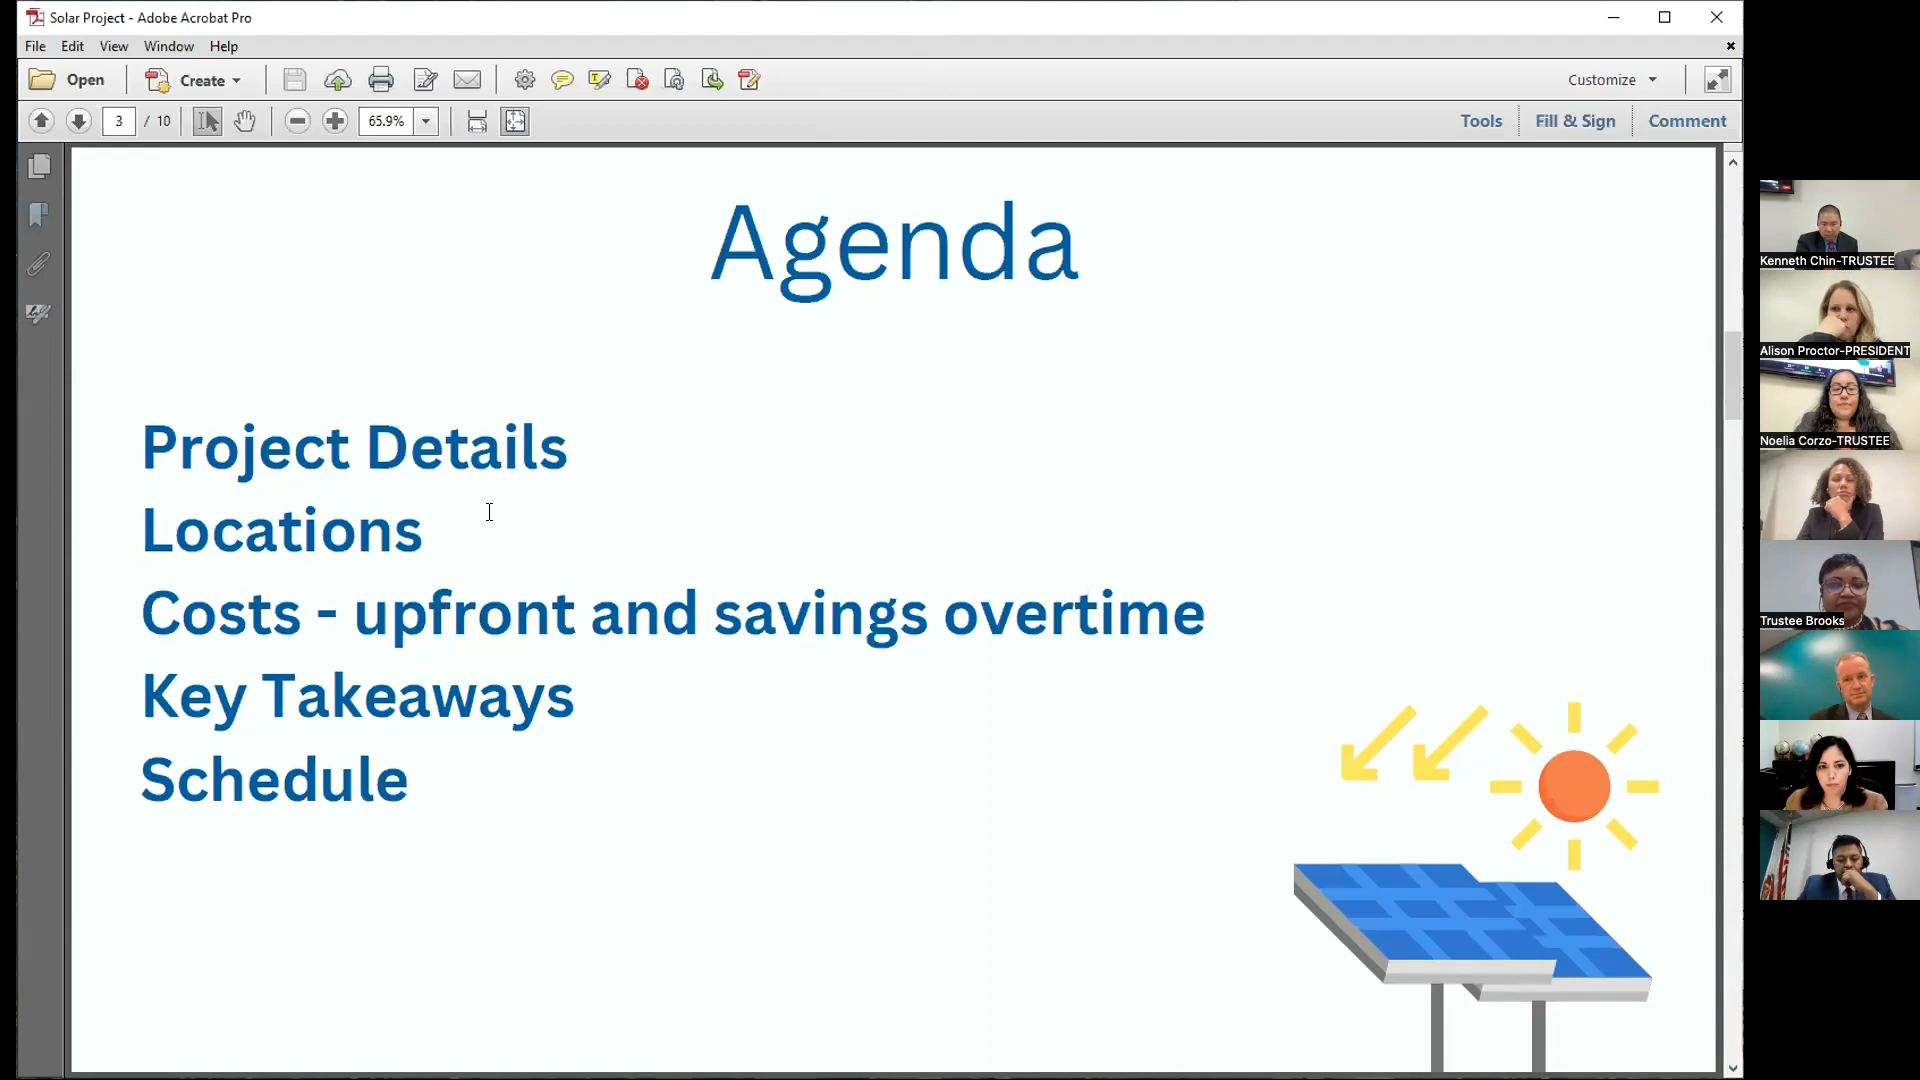 Solar Project - Adobe Acrobat Pro
File Edit View Window Help
Open Create Customize
3 / 10 65.9% Tools Fill & Sign Comment
Agenda
Project Details
Locations
Costs - upfront and savings overtime
Key Takeaways
Schedule
Kenneth Chin-TRUSTEE
Alison Proctor-PRESIDENT
Noelia Corzo-TRUSTEE
Trustee Brooks